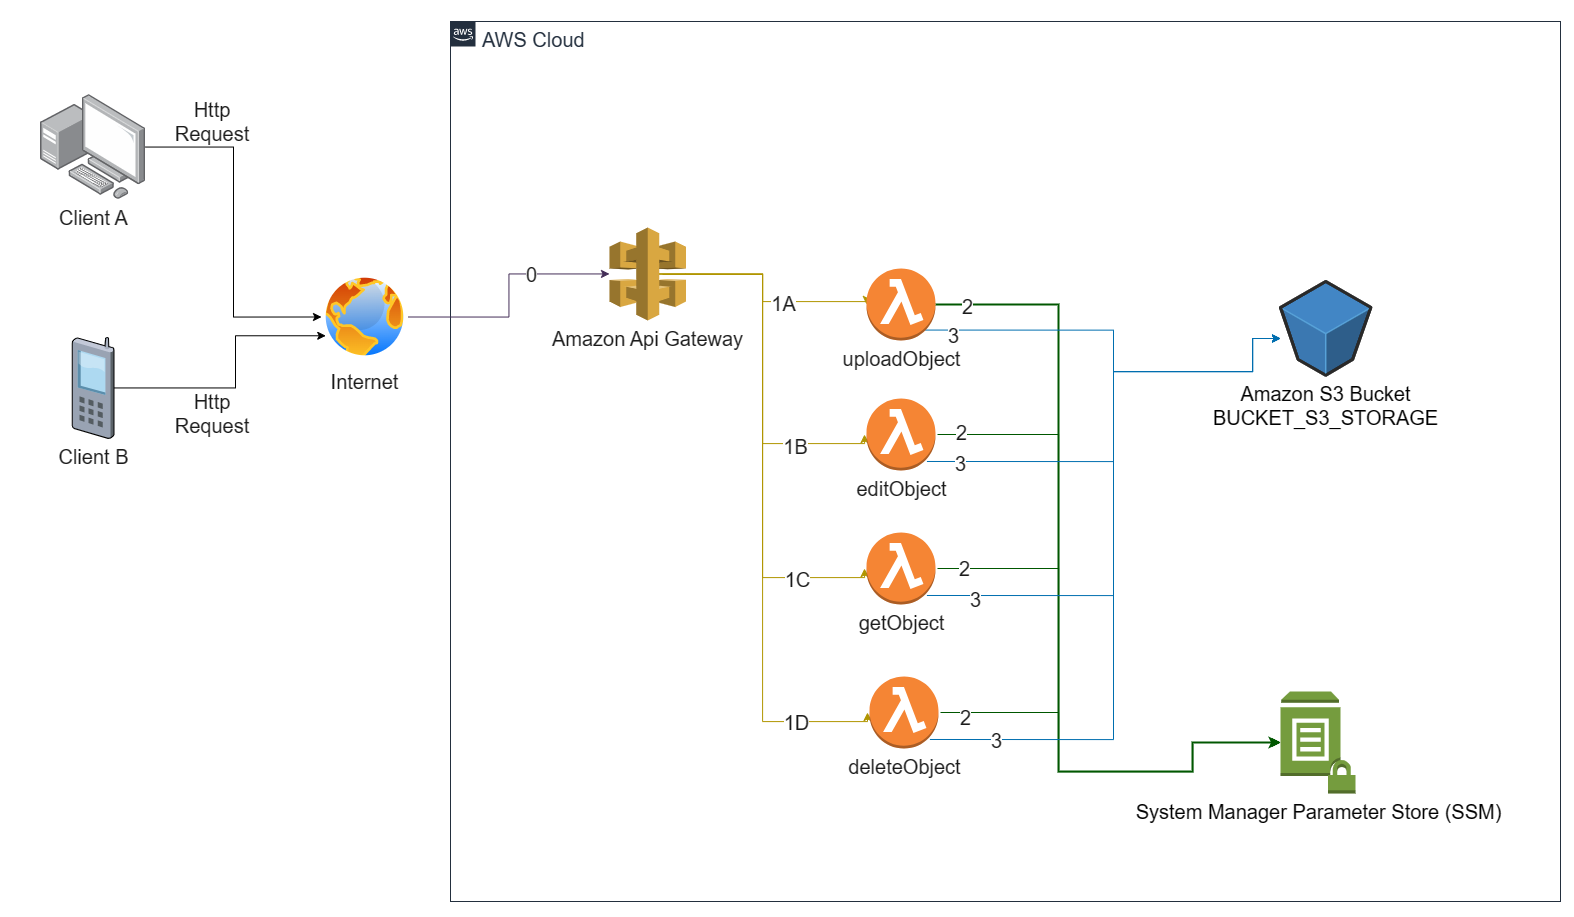 aws
AWS Cloud
Http
Request
Client A
0
Amazon Api Gateway
Internet
Http
Request
Client B
1A
2
3
uploadObject
1B
2
3
editObject
1C
2
3
getObject
1D
2
3
deleteObject
Amazon S3 Bucket
BUCKET_S3_STORAGE
System Manager Parameter Store (SSM)